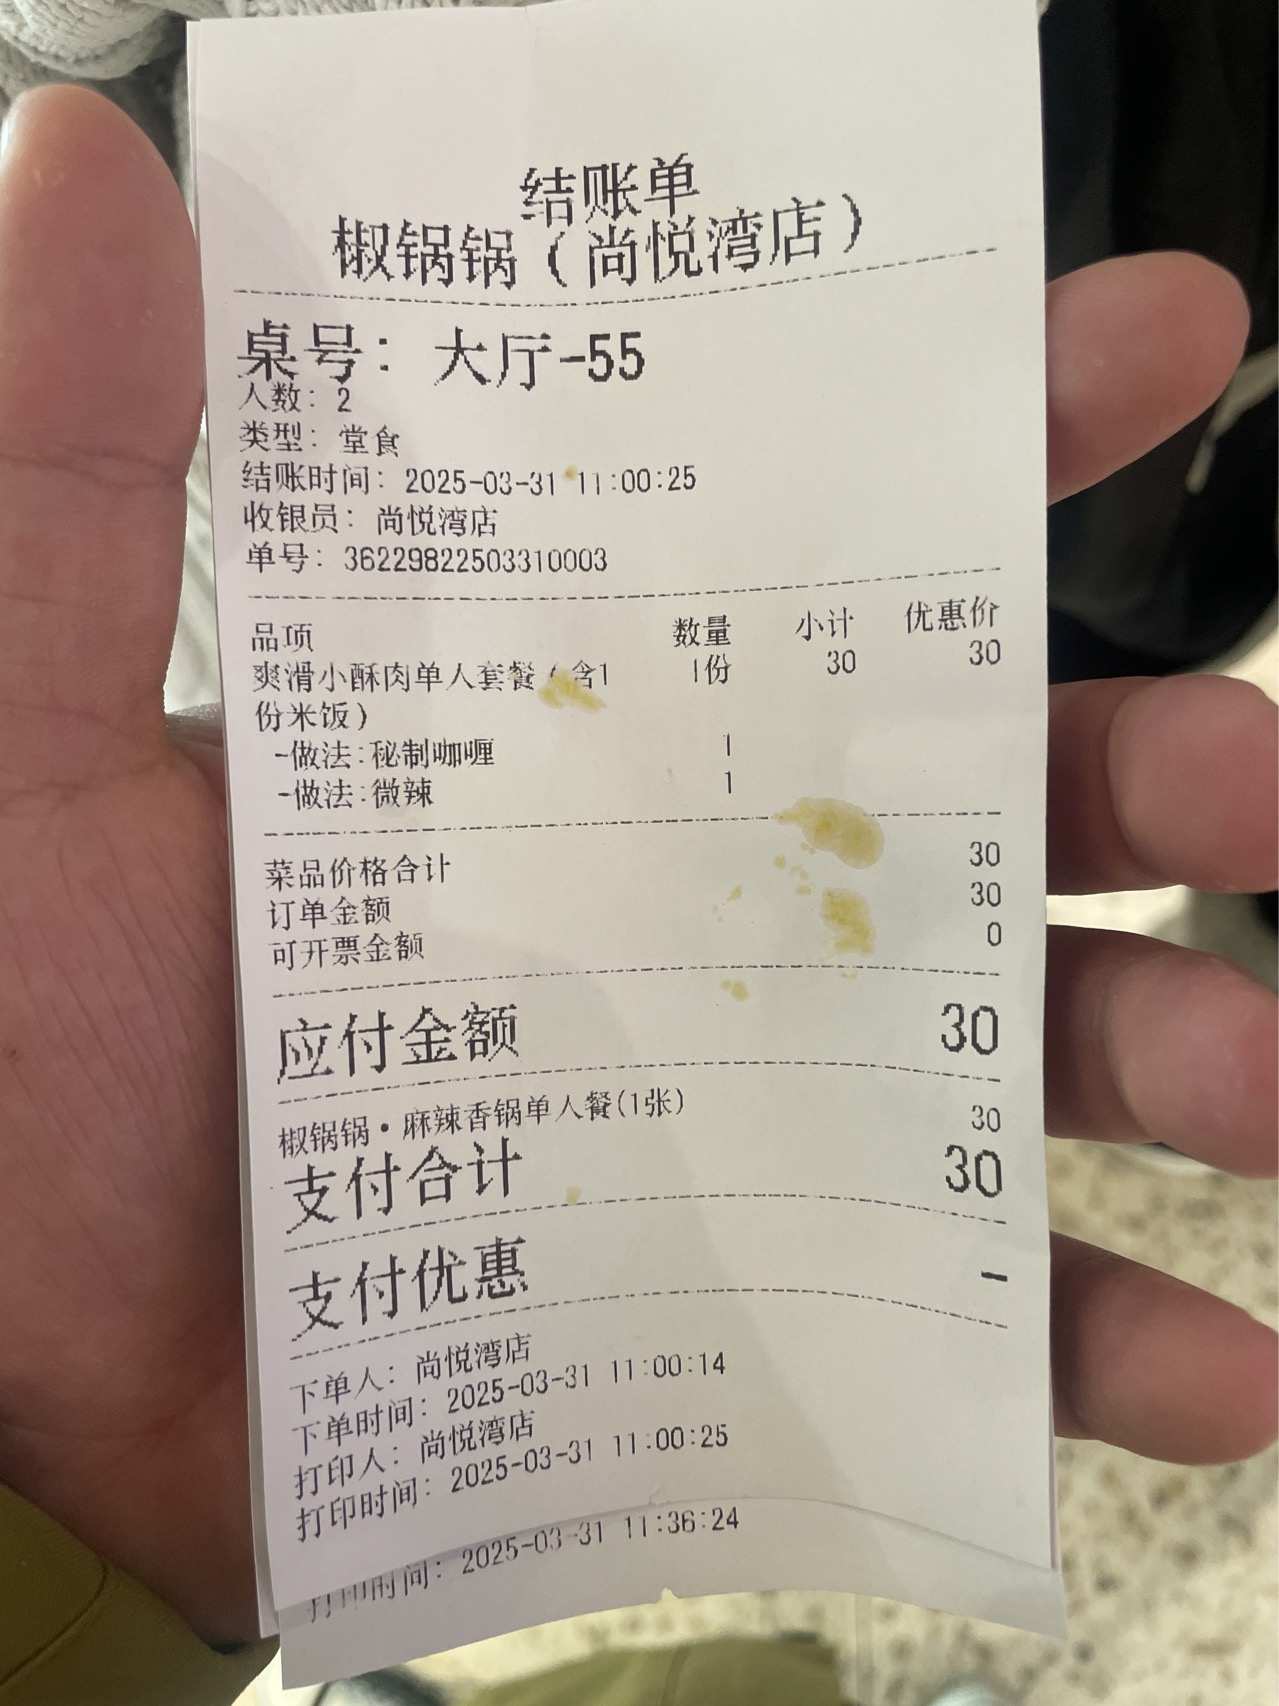 结账单
椒锅锅（尚悦湾店）
桌号：大厅-55
人数：2
类型：堂食
结账时间：2025-03-31 11:00:25
收银员：尚悦湾店
单号：36229822503310003
品项 数量 小计 优惠价
爽滑小酥肉单人套餐（含1 1份 30 30
份米饭）
-做法:秘制咖喱 1
-做法:微辣 1
菜品价格合计 30
订单金额 30
可开票金额 0
应付金额 30
椒锅锅•麻辣香锅单人餐(1张) 30
支付合计 30
支付优惠 -
下单人：尚悦湾店
下单时间：2025-03-31 11:00:14
打印人：尚悦湾店
打印时间：2025-03-31 11:00:25
打印时间：2025-03-31 11:36:24